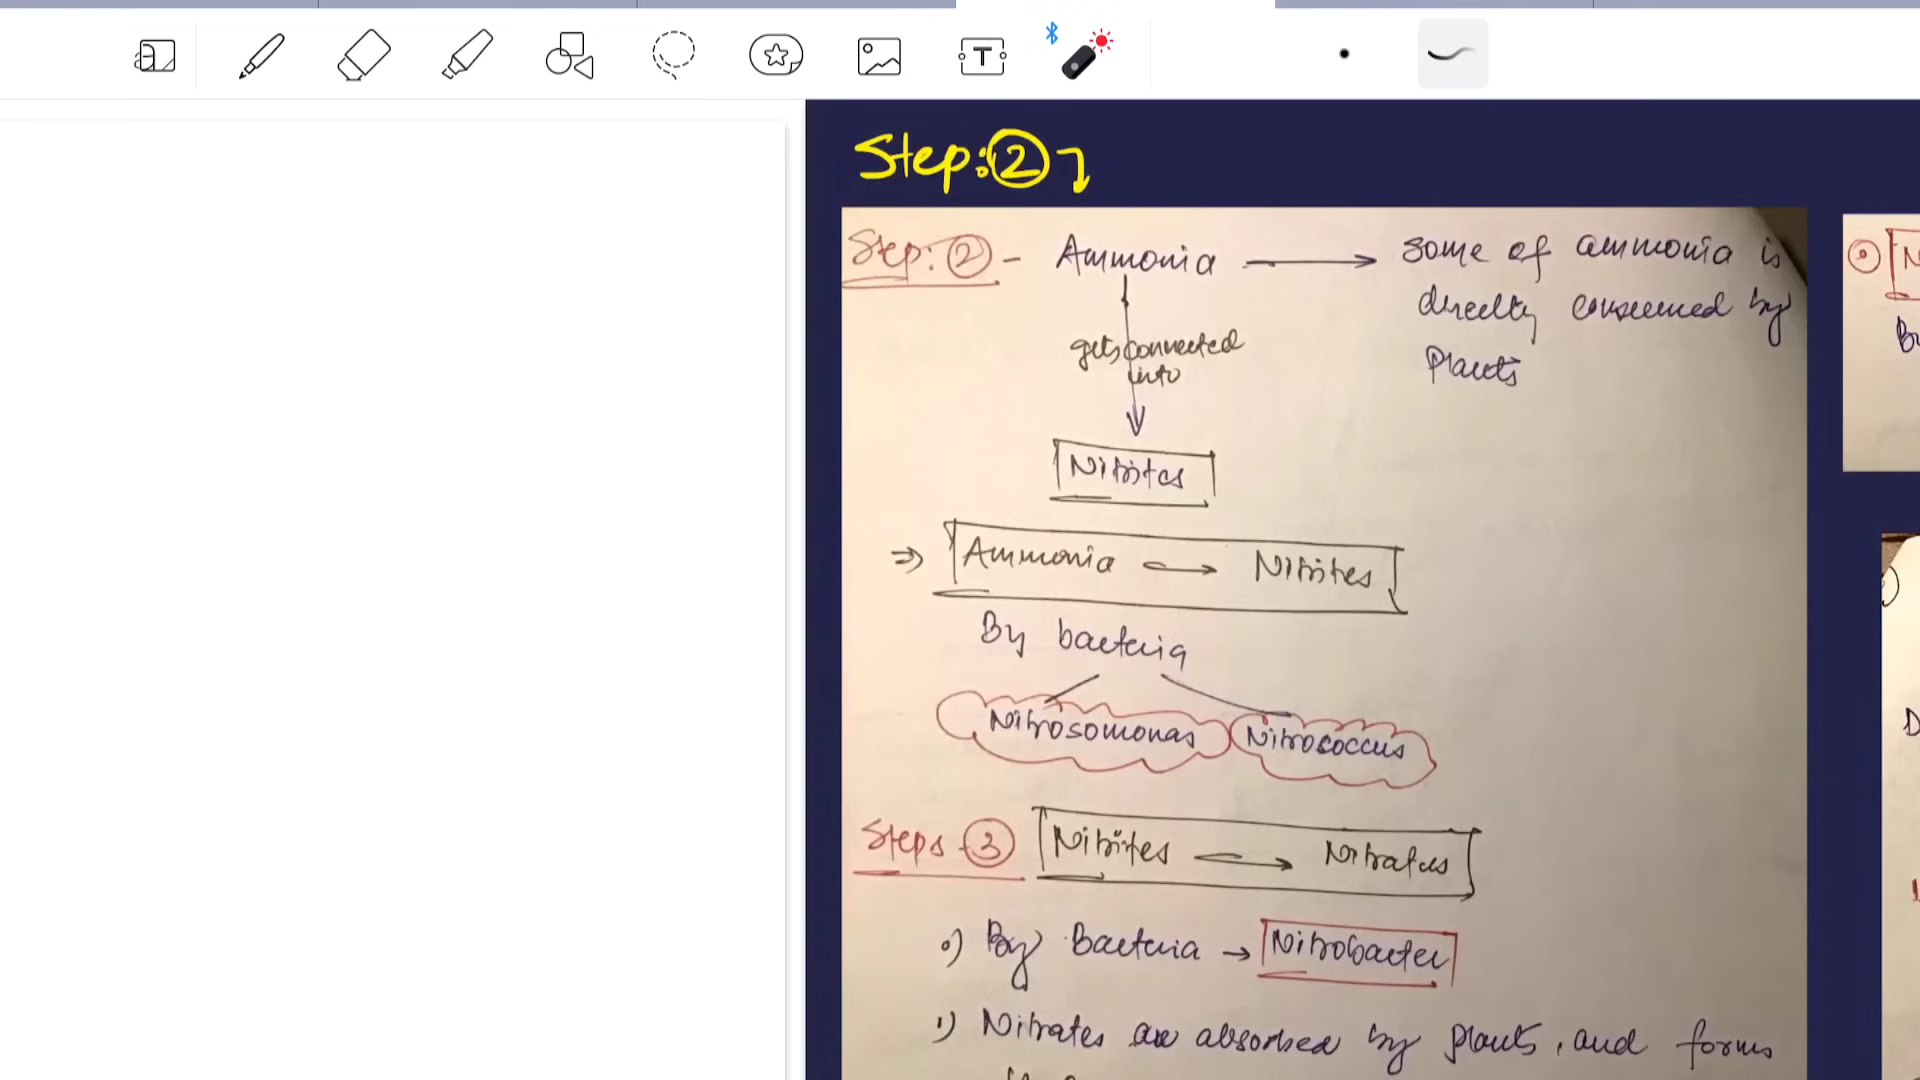 Step: ② 
Step: ② - Ammonia → some of ammonia is
directly consumed by
Plants
gets connected
into
Nitrites
⇒ Ammonia → Nitrites
By bacteria
Nitrosomonas Nitrococcus
Steps - ③ Nitrites → Nitrates
o) By Bacteria → Nitrobacter
1) Nitrates are absorbed by plants, and forms